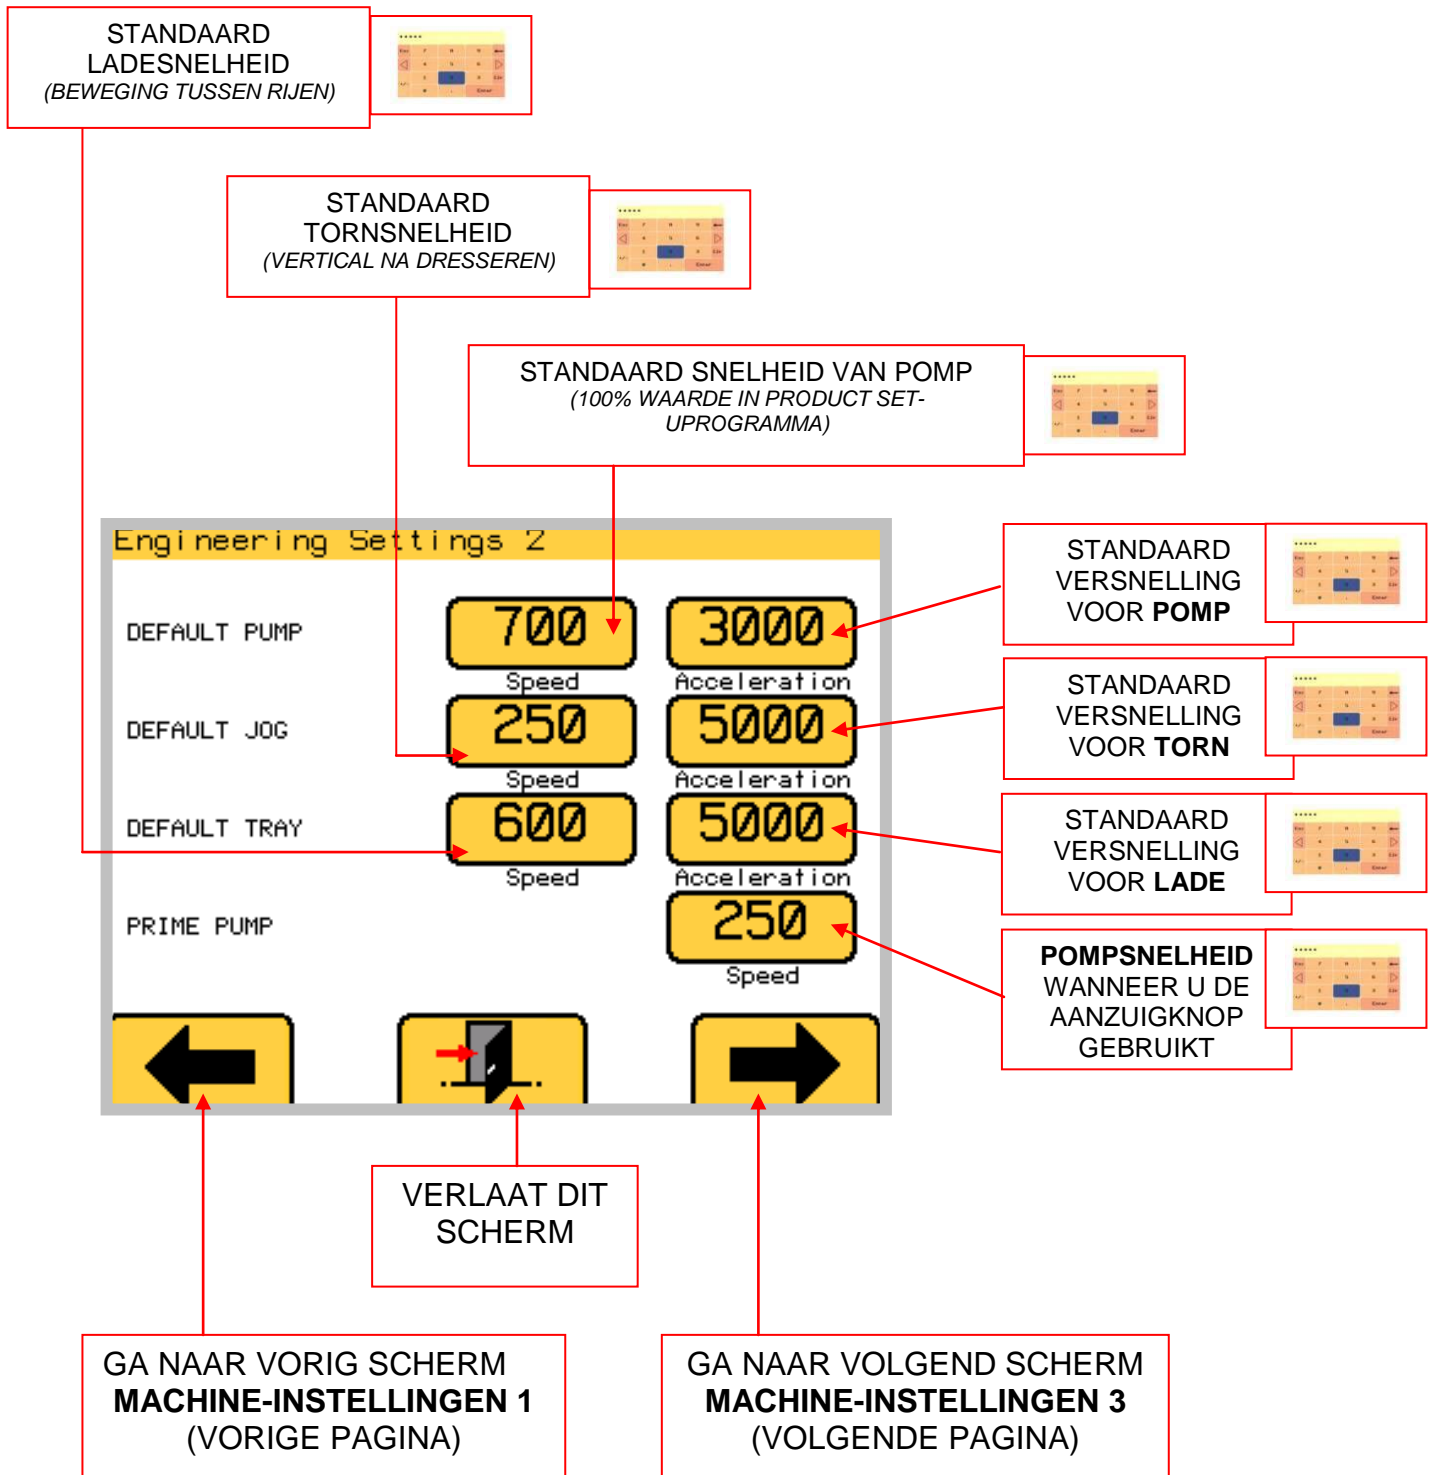 STANDAARD
LADESNELHEID
(BEWEGING TUSSEN RIJEN)
STANDAARD
TORNSNELHEID
(VERTICAL NA DRESSEREN)
STANDAARD SNELHEID VAN POMP
(100% WAARDE IN PRODUCT SET-
UPROGRAMMA)
Engineering Settings 2
DEFAULT PUMP
700
3000
Speed
Acceleration
DEFAULT JOG
250
5000
Speed
Acceleration
DEFAULT TRAY
600
5000
Speed
Acceleration
PRIME PUMP
250
Speed
STANDAARD
VERSNELLING
VOOR POMP
STANDAARD
VERSNELLING
VOOR TORN
STANDAARD
VERSNELLING
VOOR LADE
POMPSNELHEID
WANNEER U DE
AANZUIGKNOP
GEBRUIKT
VERLAAT DIT
SCHERM
GA NAAR VORIG SCHERM
MACHINE-INSTELLINGEN 1
(VORIGE PAGINA)
GA NAAR VOLGEND SCHERM
MACHINE-INSTELLINGEN 3
(VOLGENDE PAGINA)